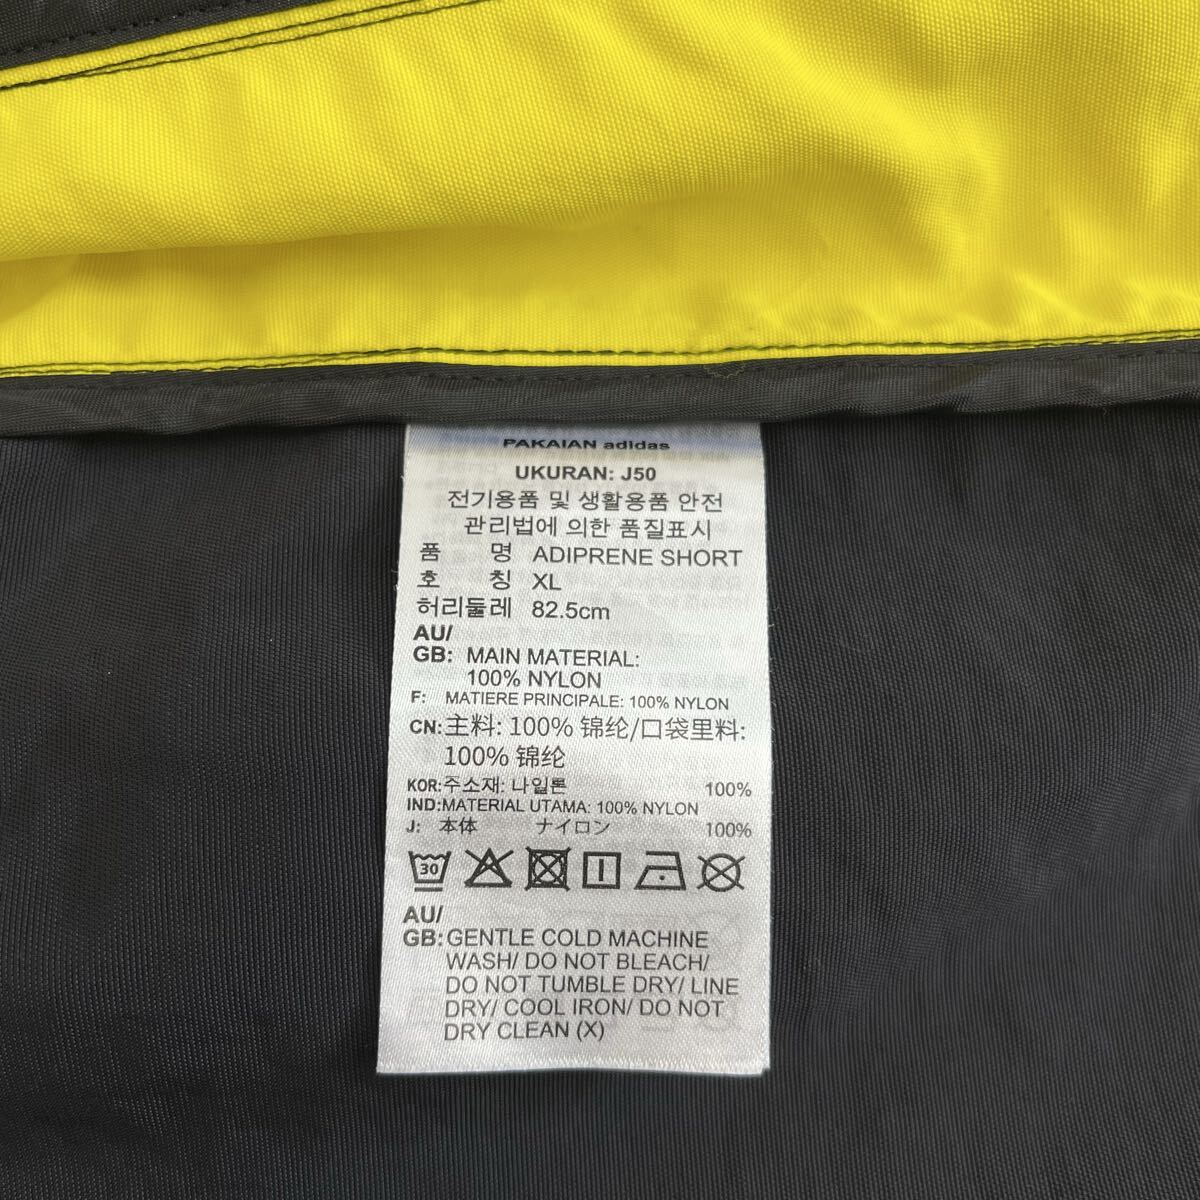 PAKAIAN adidas
UKURAN: J50
전기용품 및 생활용품 안전
관리법에 의한 품질표시
품 명 ADIPRENE SHORT
호 칭 XL
허리둘레 82.5cm
AU/
GB: MAIN MATERIAL:
100% NYLON
F: MATIERE PRINCIPALE: 100% NYLON
CN:主料: 100% 锦纶/口袋里料:
100% 锦纶
KOR:주소재: 나일론 100%
IND:MATERIAL UTAMA: 100% NYLON
J: 本体 ナイロン 100%
30
AU/
GB:GENTLE COLD MACHINE
WASH/ DO NOT BLEACH/
DO NOT TUMBLE DRY/ LINE
DRY/ COOL IRON/ DO NOT
DRY CLEAN (X)